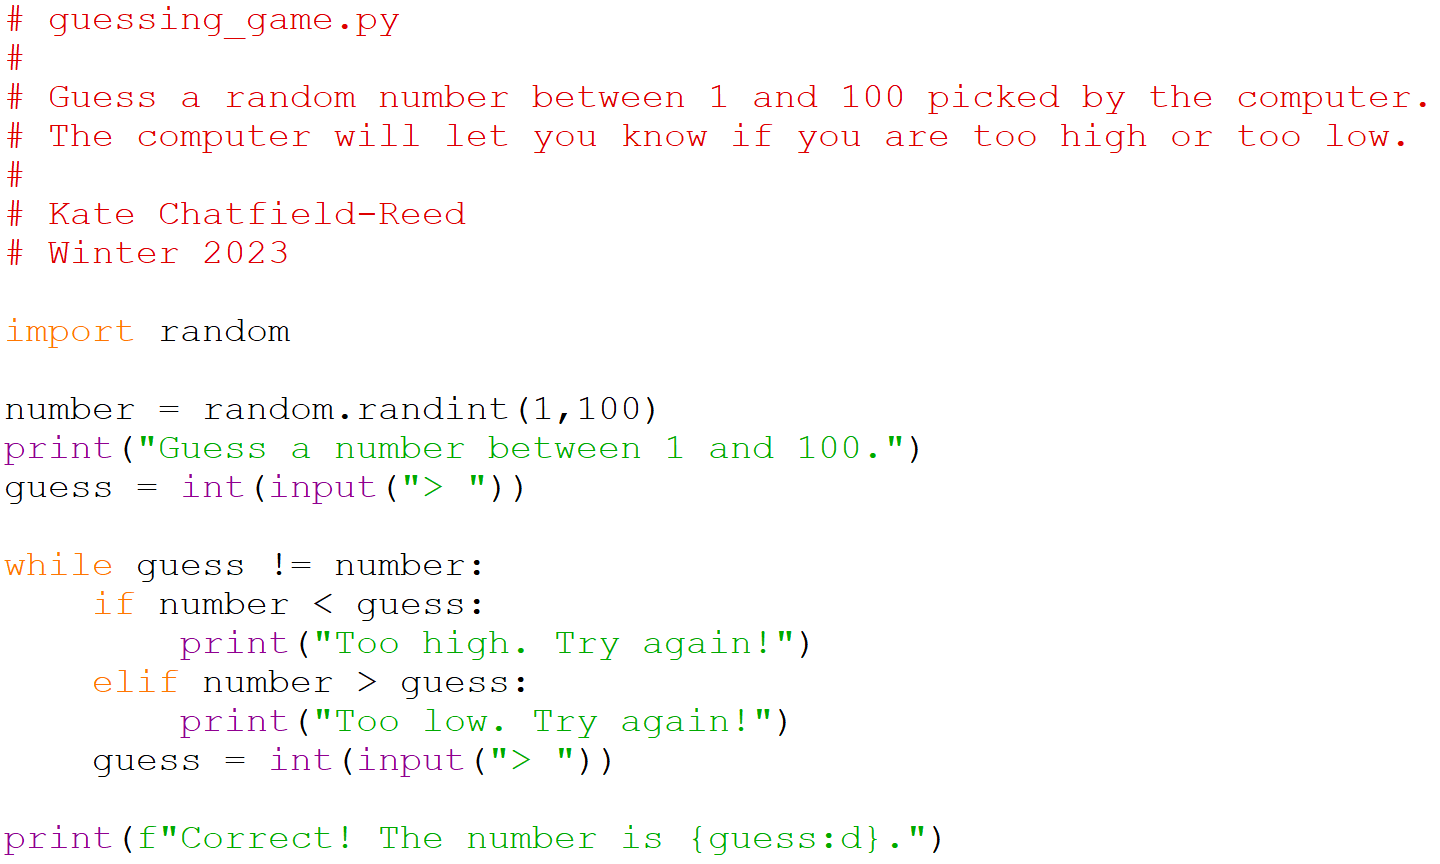 # guessing_game.py
#
# Guess a random number between 1 and 100 picked by the computer.
# The computer will let you know if you are too high or too low.
#
# Kate Chatfield-Reed
# Winter 2023

import random

number = random.randint(1,100)
print("Guess a number between 1 and 100.")
guess = int(input("> "))

while guess != number:
    if number < guess:
        print("Too high. Try again!")
    elif number > guess:
        print("Too low. Try again!")
    guess = int(input("> "))

print(f"Correct! The number is {guess:d}.")